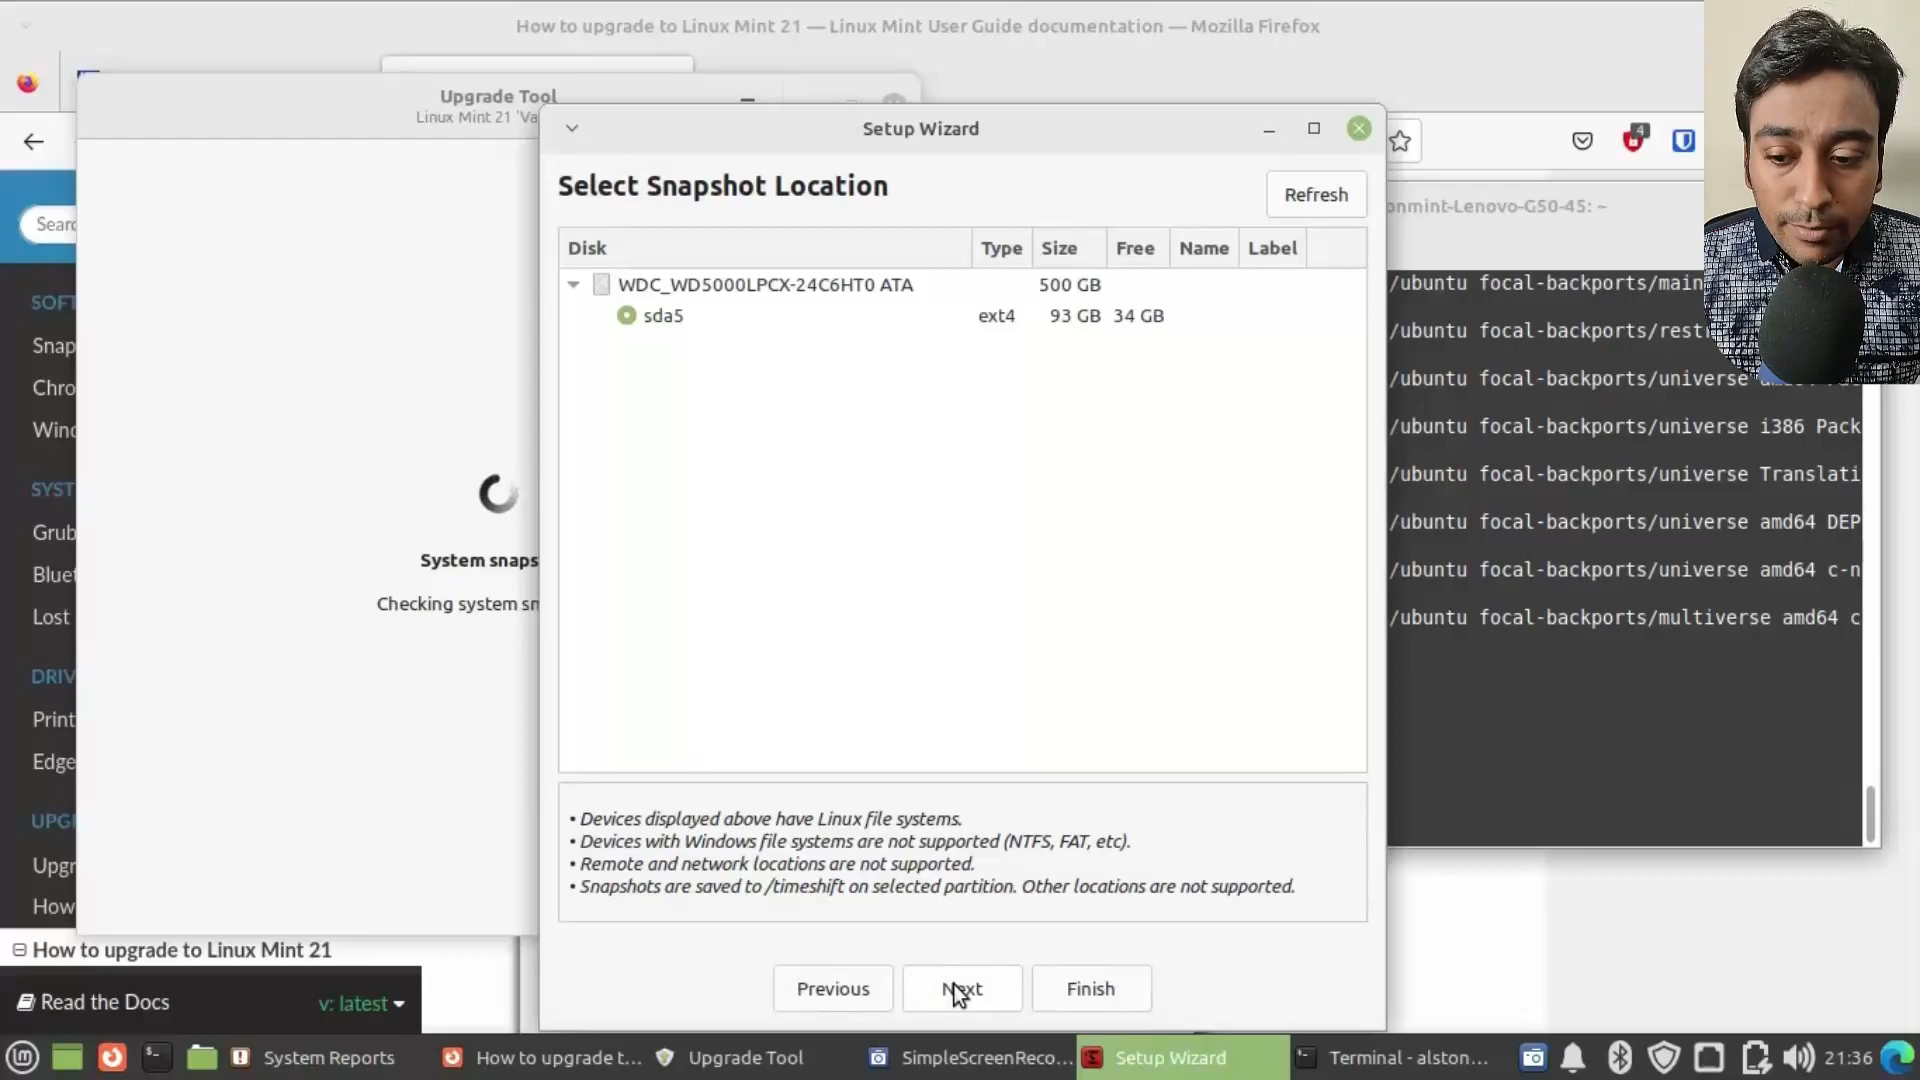 How to upgrade to Linux Mint 21 — Linux Mint User Guide documentation — Mozilla Firefox
Upgrade Tool
Linux Mint 21 'Va
Setup Wizard
4
Select Snapshot Location
Refresh
Disk Type Size Free Name Label
WDC_WD5000LPCX-24C6HT0 ATA 500 GB
sda5 ext4 93 GB 34 GB
Sear
SOFT
Snap
Chro
Wind
SYST
Grub
Bluet
Lost
DRIV
Print
Edge
UPG
Upgr
How
How to upgrade to Linux Mint 21
Read the Docs v: latest
System snaps
Checking system sn
onmint-Lenovo-G50-45: ~
/ubuntu focal-backports/main
/ubuntu focal-backports/rest
/ubuntu focal-backports/universe
/ubuntu focal-backports/universe i386 Pack
/ubuntu focal-backports/universe Translati
/ubuntu focal-backports/universe amd64 DEP
/ubuntu focal-backports/universe amd64 c-n
/ubuntu focal-backports/multiverse amd64 c
• Devices displayed above have Linux file systems.
• Devices with Windows file systems are not supported (NTFS, FAT, etc).
• Remote and network locations are not supported.
• Snapshots are saved to /timeshift on selected partition. Other locations are not supported.
Previous Next Finish
System Reports How to upgrade t... Upgrade Tool SimpleScreenReco... Setup Wizard Terminal - alston... 21:36